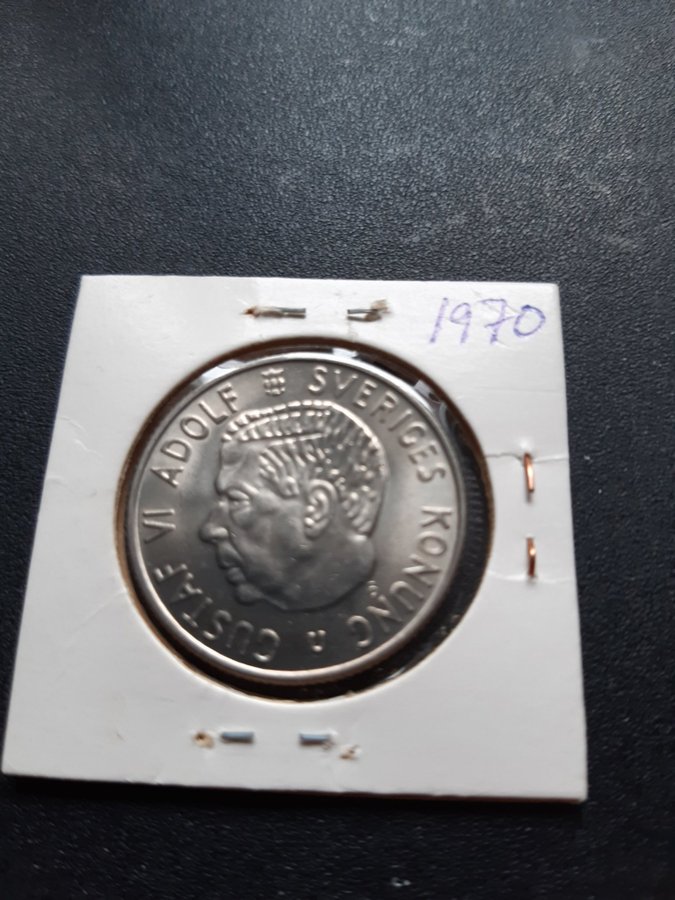 1970
GUSTAF VI ADOLF SVERIGES KONUNG
U